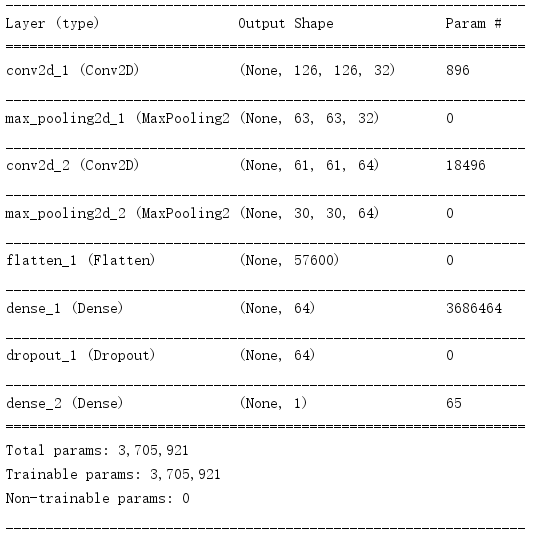 Layer (type) Output Shape Param #
conv2d_1 (Conv2D) (None, 126, 126, 32) 896
max_pooling2d_1 (MaxPooling2 (None, 63, 63, 32) 0
conv2d_2 (Conv2D) (None, 61, 61, 64) 18496
max_pooling2d_2 (MaxPooling2 (None, 30, 30, 64) 0
flatten_1 (Flatten) (None, 57600) 0
dense_1 (Dense) (None, 64) 3686464
dropout_1 (Dropout) (None, 64) 0
dense_2 (Dense) (None, 1) 65
Total params: 3,705,921
Trainable params: 3,705,921
Non-trainable params: 0